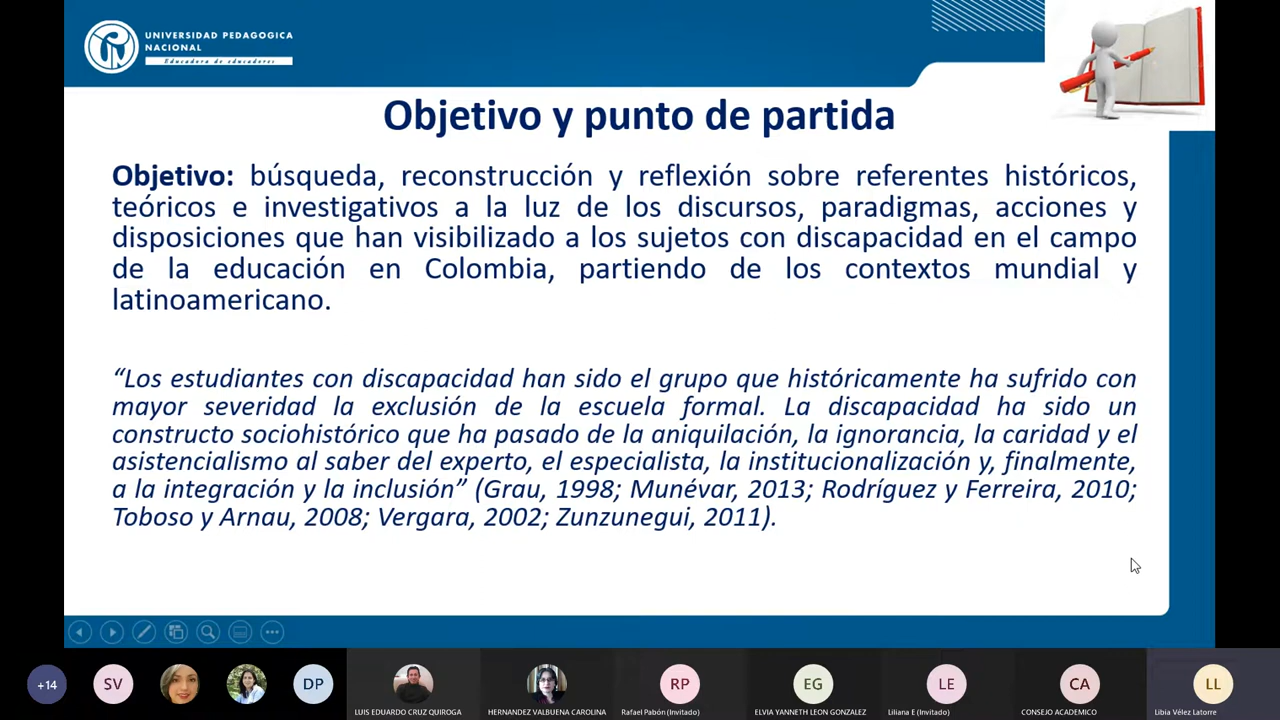 UNIVERSIDAD PEDAGOGICA
NACIONAL
Educadora de educadores
Objetivo y punto de partida
Objetivo: búsqueda, reconstrucción y reflexión sobre referentes históricos,
teóricos e investigativos a la luz de los discursos, paradigmas, acciones y
disposiciones que han visibilizado a los sujetos con discapacidad en el campo
de la educación en Colombia, partiendo de los contextos mundial y
latinoamericano.
“Los estudiantes con discapacidad han sido el grupo que históricamente ha sufrido con
mayor severidad la exclusión de la escuela formal. La discapacidad ha sido un
constructo sociohistórico que ha pasado de la aniquilación, la ignorancia, la caridad y el
asistencialismo al saber del experto, el especialista, la institucionalización y, finalmente,
a la integración y la inclusión” (Grau, 1998; Munévar, 2013; Rodríguez y Ferreira, 2010;
Toboso y Arnau, 2008; Vergara, 2002; Zunzunegui, 2011).
+14
SV
DP
RP
EG
LE
CA
LL
LUIS EDUARDO CRUZ QUIROGA
HERNANDEZ VALBUENA CAROLINA
Rafael Pabón (Invitado)
ELVIA YANNETH LEON GONZALEZ
Liliana E (Invitado)
CONSEJO ACADEMICO
Libia Vélez Latorre